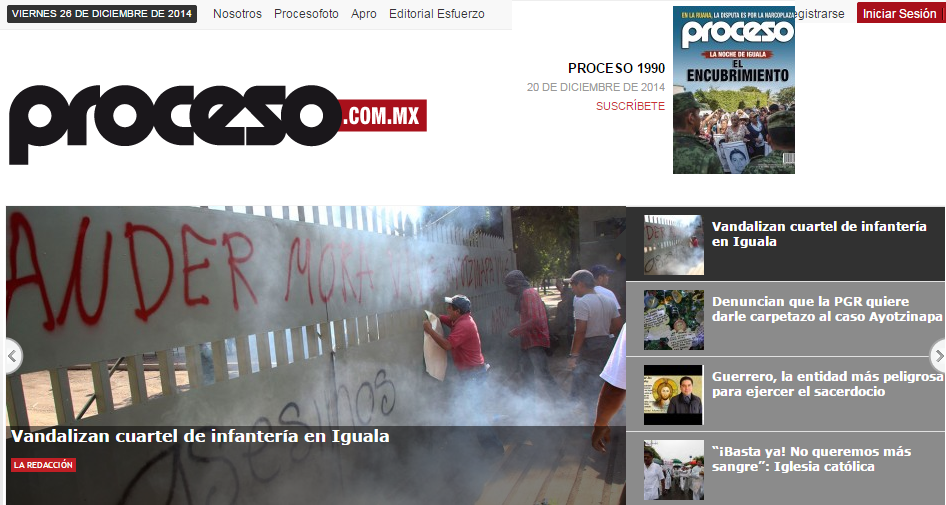 VIERNES 26 DE DICIEMBRE DE 2014 Nosotros Procesofoto Apro Editorial Esfuerzo
egistrarse Iniciar Sesión
EN LA RUANA, LA DISPUTA ES POR LA NARCOPLAZA
proceso
LA NOCHE DE IGUALA
EL
ENCUBRIMIENTO
PROCESO 1990
20 DE DICIEMBRE DE 2014
SUSCRÍBETE
proceso.COM.MX
AUDER MORA
AYOTZINAPA
asesinos
Vandalizan cuartel de infantería en Iguala
LA REDACCIÓN
Vandalizan cuartel de infantería
en Iguala
Denuncian que la PGR quiere
darle carpetazo al caso Ayotzinapa
Guerrero, la entidad más peligrosa
para ejercer el sacerdocio
“¡Basta ya! No queremos más
sangre”: Iglesia católica